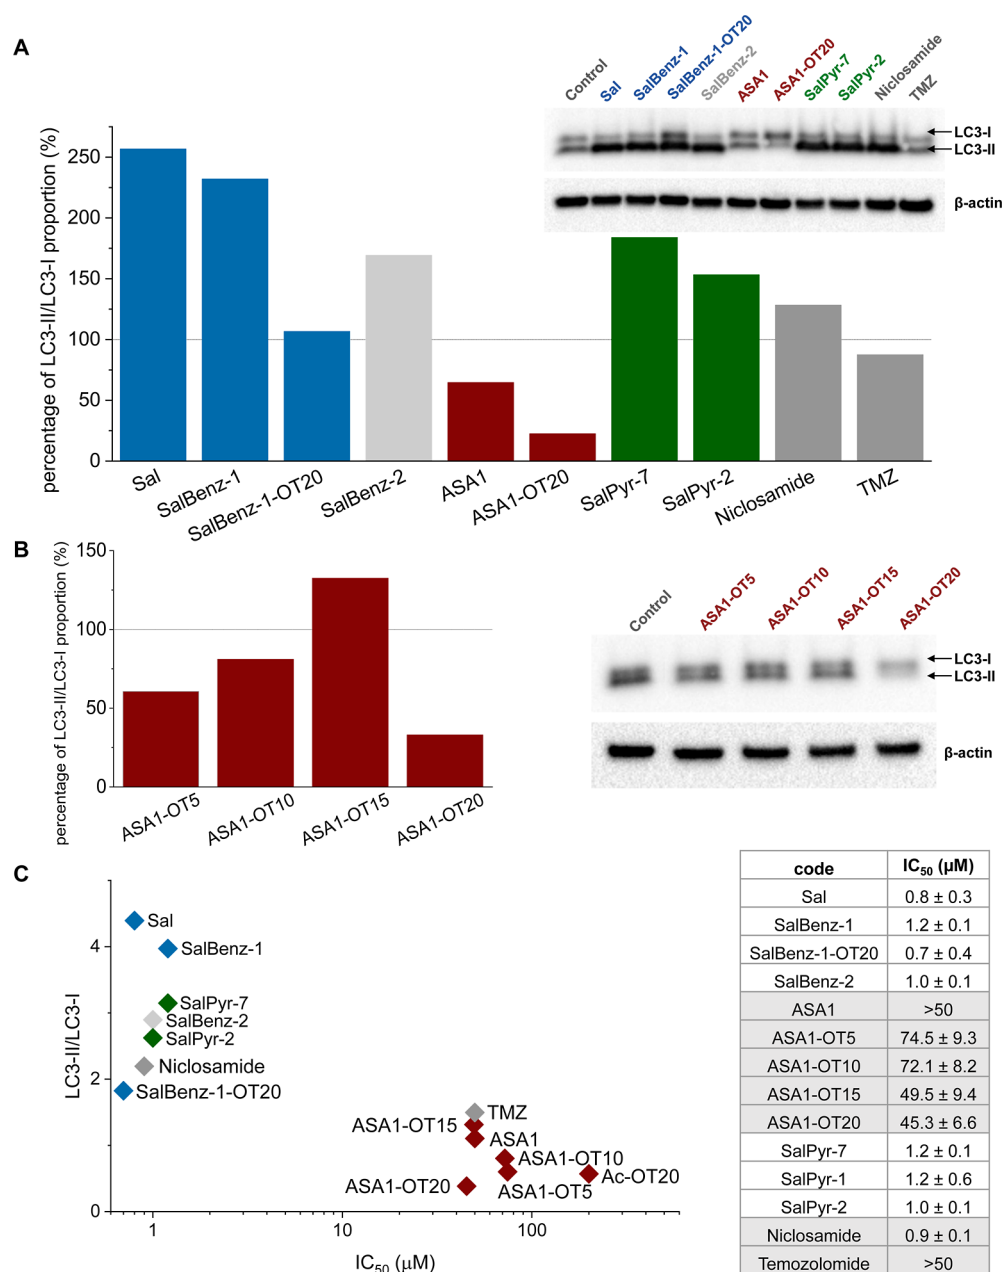 A
Control
Sal
SalBenz-1
SalBenz-1-OT20
SalBenz-2
ASA1
ASA1-OT20
SalPyr-7
SalPyr-2
Niclosamide
TMZ
LC3-I
LC3-II
β-actin
percentage of LC3-II/LC3-I proportion (%)
250
200
150
100
50
0
Sal
SalBenz-1
SalBenz-1-OT20
SalBenz-2
ASA1
ASA1-OT20
SalPyr-7
SalPyr-2
Niclosamide
TMZ
B
percentage of LC3-II/LC3-I proportion (%)
150
100
50
0
ASA1-OT5
ASA1-OT10
ASA1-OT15
ASA1-OT20
Control
ASA1-OT5
ASA1-OT10
ASA1-OT15
ASA1-OT20
LC3-I
LC3-II
β-actin
C
LC3-II/LC3-I
4
2
0
Sal
SalBenz-1
SalPyr-7
SalBenz-2
SalPyr-2
Niclosamide
SalBenz-1-OT20
TMZ
ASA1-OT15
ASA1
ASA1-OT10
Ac-OT20
ASA1-OT20
ASA1-OT5
1 10 100
IC50 (μM)
code IC50 (μM)
Sal 0.8 ± 0.3
SalBenz-1 1.2 ± 0.1
SalBenz-1-OT20 0.7 ± 0.4
SalBenz-2 1.0 ± 0.1
ASA1 >50
ASA1-OT5 74.5 ± 9.3
ASA1-OT10 72.1 ± 8.2
ASA1-OT15 49.5 ± 9.4
ASA1-OT20 45.3 ± 6.6
SalPyr-7 1.2 ± 0.1
SalPyr-1 1.2 ± 0.6
SalPyr-2 1.0 ± 0.1
Niclosamide 0.9 ± 0.1
Temozolomide >50